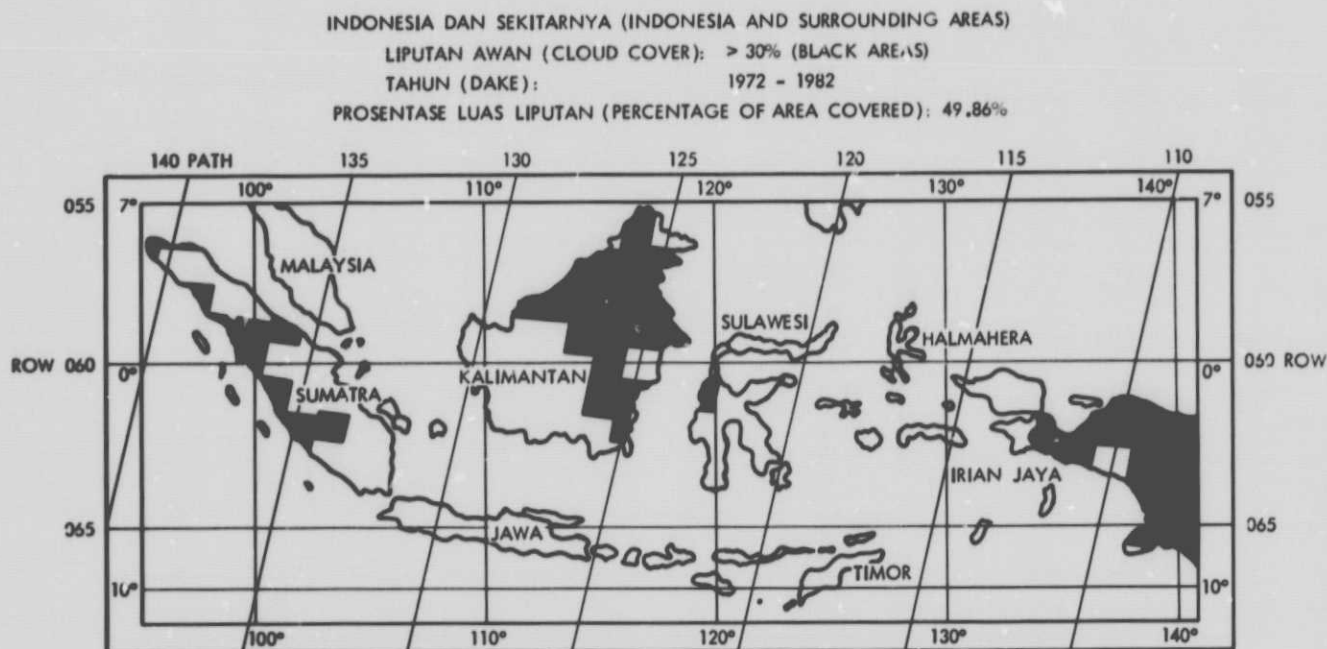 INDONESIA DAN SEKITARNYA (INDONESIA AND SURROUNDING AREAS)
LIPUTAN AWAN (CLOUD COVER): > 30% (BLACK AREAS)
TAHUN (DAKE): 1972 - 1982
PROSENTASE LUAS LIPUTAN (PERCENTAGE OF AREA COVERED): 49.86%
140 PATH 135 130 125 120 115 110
100° 110° 120° 130° 140°
055 7° 7° 055
MALAYSIA
SULAWESI
HALMAHERA
ROW 060 0° KALIMANTAN 0° 060 ROW
SUMATRA
IRIAN JAYA
065 JAWA 065
TIMOR
10° 10°
100° 110° 120° 130° 140°